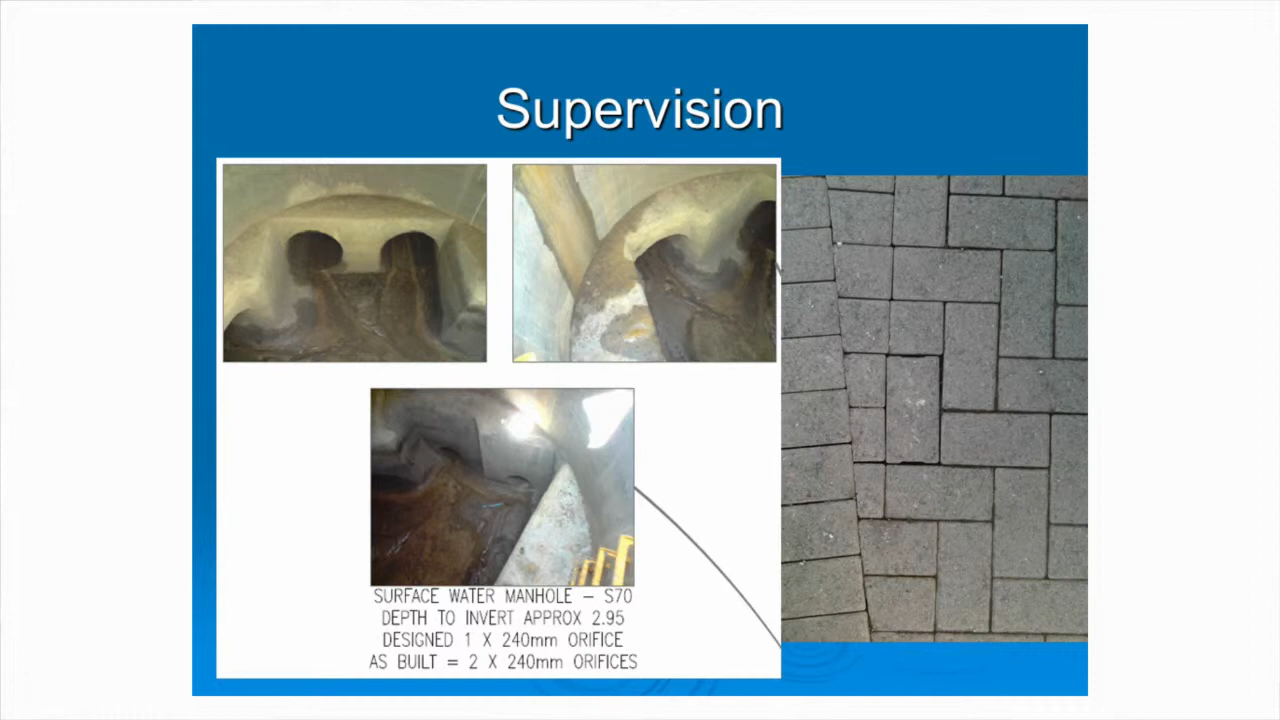 Supervision
SURFACE WATER MANHOLE – S70
DEPTH TO INVERT APPROX 2.95
DESIGNED 1 X 240mm ORIFICE
AS BUILT = 2 X 240mm ORIFICES